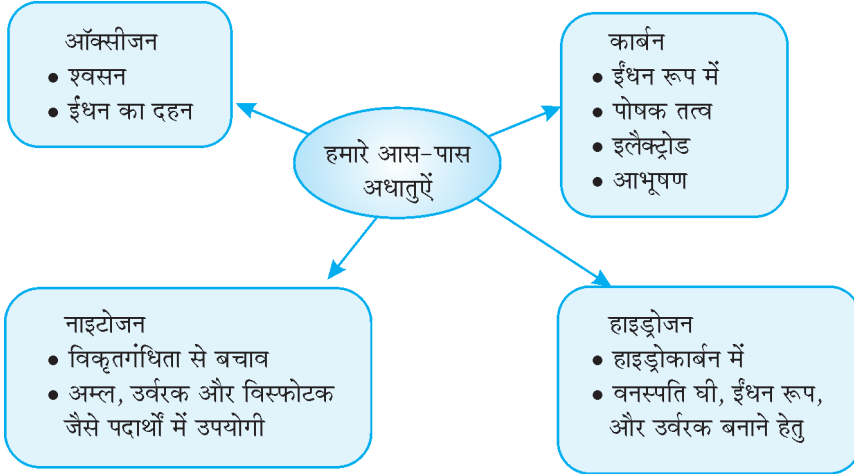 ऑक्सीजन
• श्वसन
• ईंधन का दहन
कार्बन
• ईंधन रूप में
• पोषक तत्व
• इलैक्ट्रोड
• आभूषण
हमारे आस-पास
अधातुऐं
नाइटोजन
• विकृतगंधिता से बचाव
• अम्ल, उर्वरक और विस्फोटक
जैसे पदार्थों में उपयोगी
हाइड्रोजन
• हाइड्रोकार्बन में
• वनस्पति घी, ईंधन रूप,
और उर्वरक बनाने हेतु